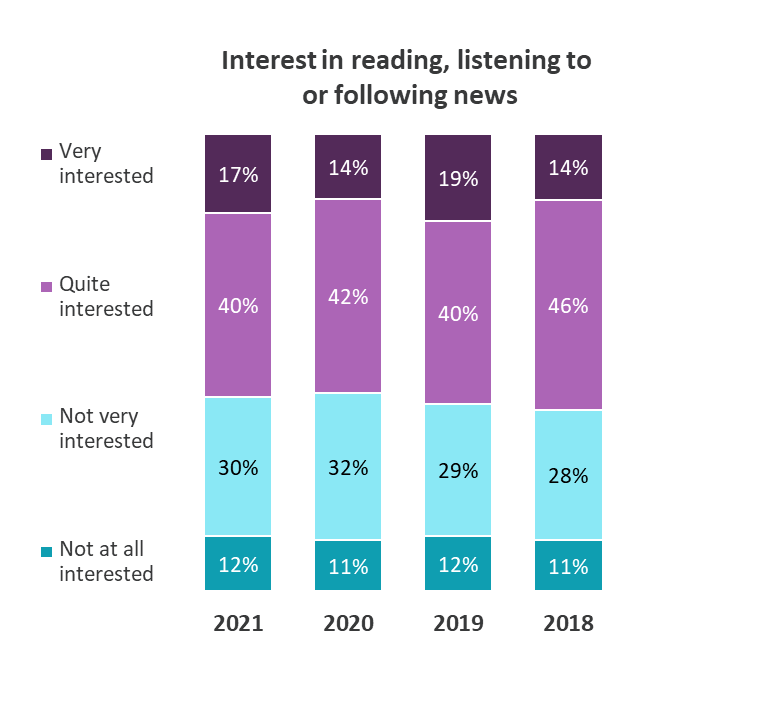 Interest in reading, listening to
or following news
Very
interested
17%
14%
19%
14%
Quite
interested
40%
42%
40%
46%
Not very
interested
30%
32%
29%
28%
Not at all
interested
12%
11%
12%
11%
2021
2020
2019
2018